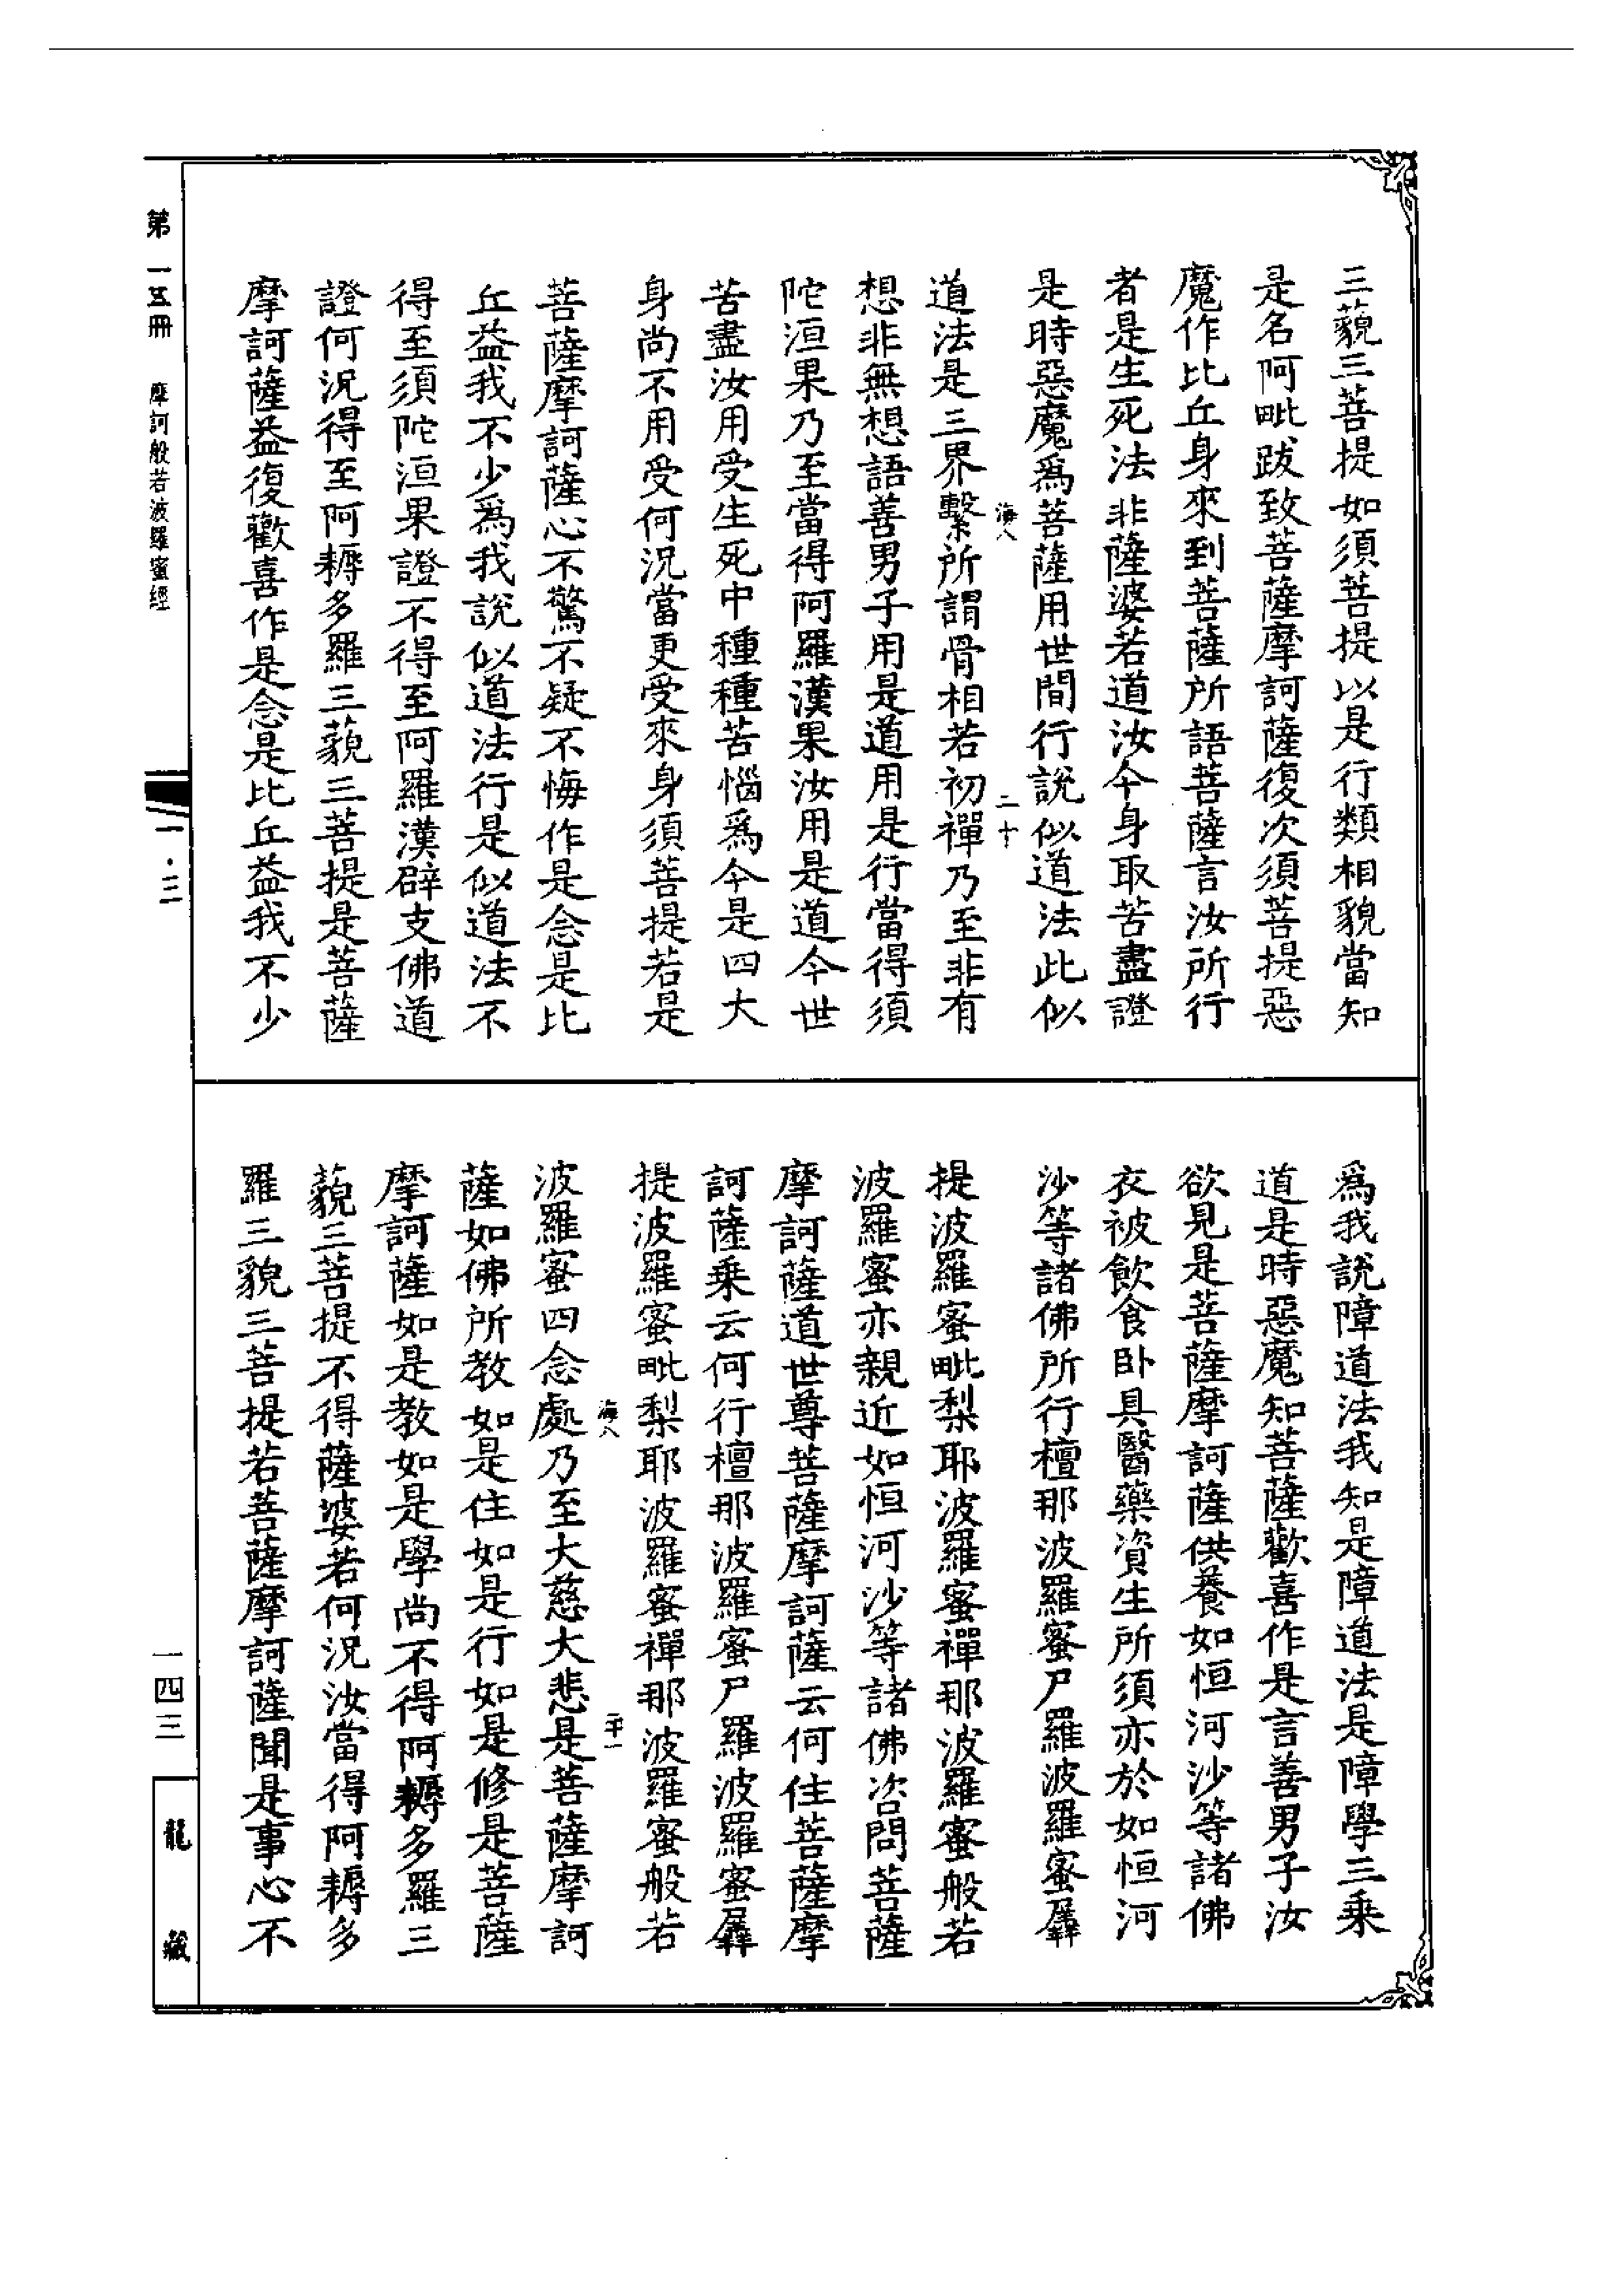 三藐三菩提如須菩提以是行類相貌當知
是名阿毗跋致菩薩摩訶薩復次須菩提惡
魔作比丘身來到菩薩所語菩薩言汝所行
者是生死法非薩婆若道汝今身取苦盡證
是時惡魔爲菩薩用世間行說似道法此似
海八
二十
道法是三界繫所謂骨相若初禪乃至非有
想非無想語善男子用是道用是行當得須
陀洹果乃至當得阿羅漢果汝用是道今世
苦盡汝用受生死中種種苦惱爲今是四大
身尚不用受何況當更受來身須菩提若是
菩薩摩訶薩心不驚不疑不悔作是念是比
丘益我不少爲我說似道法行是似道法不
得至須陀洹果證不得至阿羅漢辟支佛道
證何況得至阿耨多羅三藐三菩提是菩薩
摩訶薩益復歡喜作是念是比丘益我不少
爲我說障道法我知是障道法是障學三乘
道是時惡魔知菩薩歡喜作是言善男子汝
欲見是菩薩摩訶薩供養如恒河沙等諸佛
衣被飲食卧具醫藥資生所須亦於如恒河
沙等諸佛所行檀那波羅蜜尸羅波羅蜜羼
提波羅蜜毗梨耶波羅蜜禪那波羅蜜般若
波羅蜜亦親近如恒河沙等諸佛咨問菩薩
摩訶薩道世尊菩薩摩訶薩云何住菩薩摩
訶薩乘云何行檀那波羅蜜尸羅波羅蜜羼
提波羅蜜毗梨耶波羅蜜禪那波羅蜜般若
海八
二十一
波羅蜜四念處乃至大慈大悲是菩薩摩訶
薩如佛所教如是住如是行如是修是菩薩
摩訶薩如是教如是學尚不得阿耨多羅三
藐三菩提不得薩婆若何況汝當得阿耨多
羅三貌三菩提若菩薩摩訶薩聞是事心不
第一五冊 摩訶般若波羅蜜經
一·三
一四三
龍藏